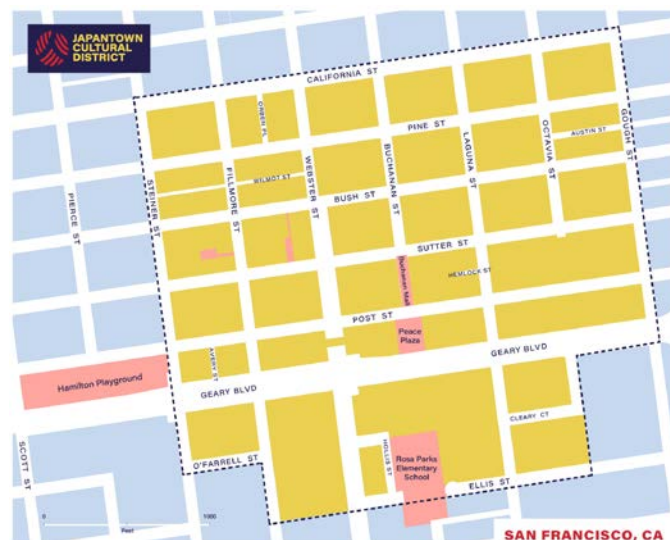 JAPANTOWN
CULTURAL
DISTRICT
CALIFORNIA ST
ORBEN PL
PINE ST
AUSTIN ST
GOUGH ST
OCTAVIA ST
LAGUNA ST
BUCHANAN ST
WEBSTER ST
FILLMORE ST
STEINER ST
PIERCE ST
WILMOT ST
BUSH ST
SUTTER ST
HEMLOCK ST
Buchanan Mall
POST ST
Peace
Plaza
AVERY ST
GEARY BLVD
GEARY BLVD
Hamilton Playground
CLEARY CT
HOLLIS ST
Rosa Parks
Elementary
School
O'FARRELL ST
ELLIS ST
SCOTT ST
0
1000
Feet
SAN FRANCISCO, CA